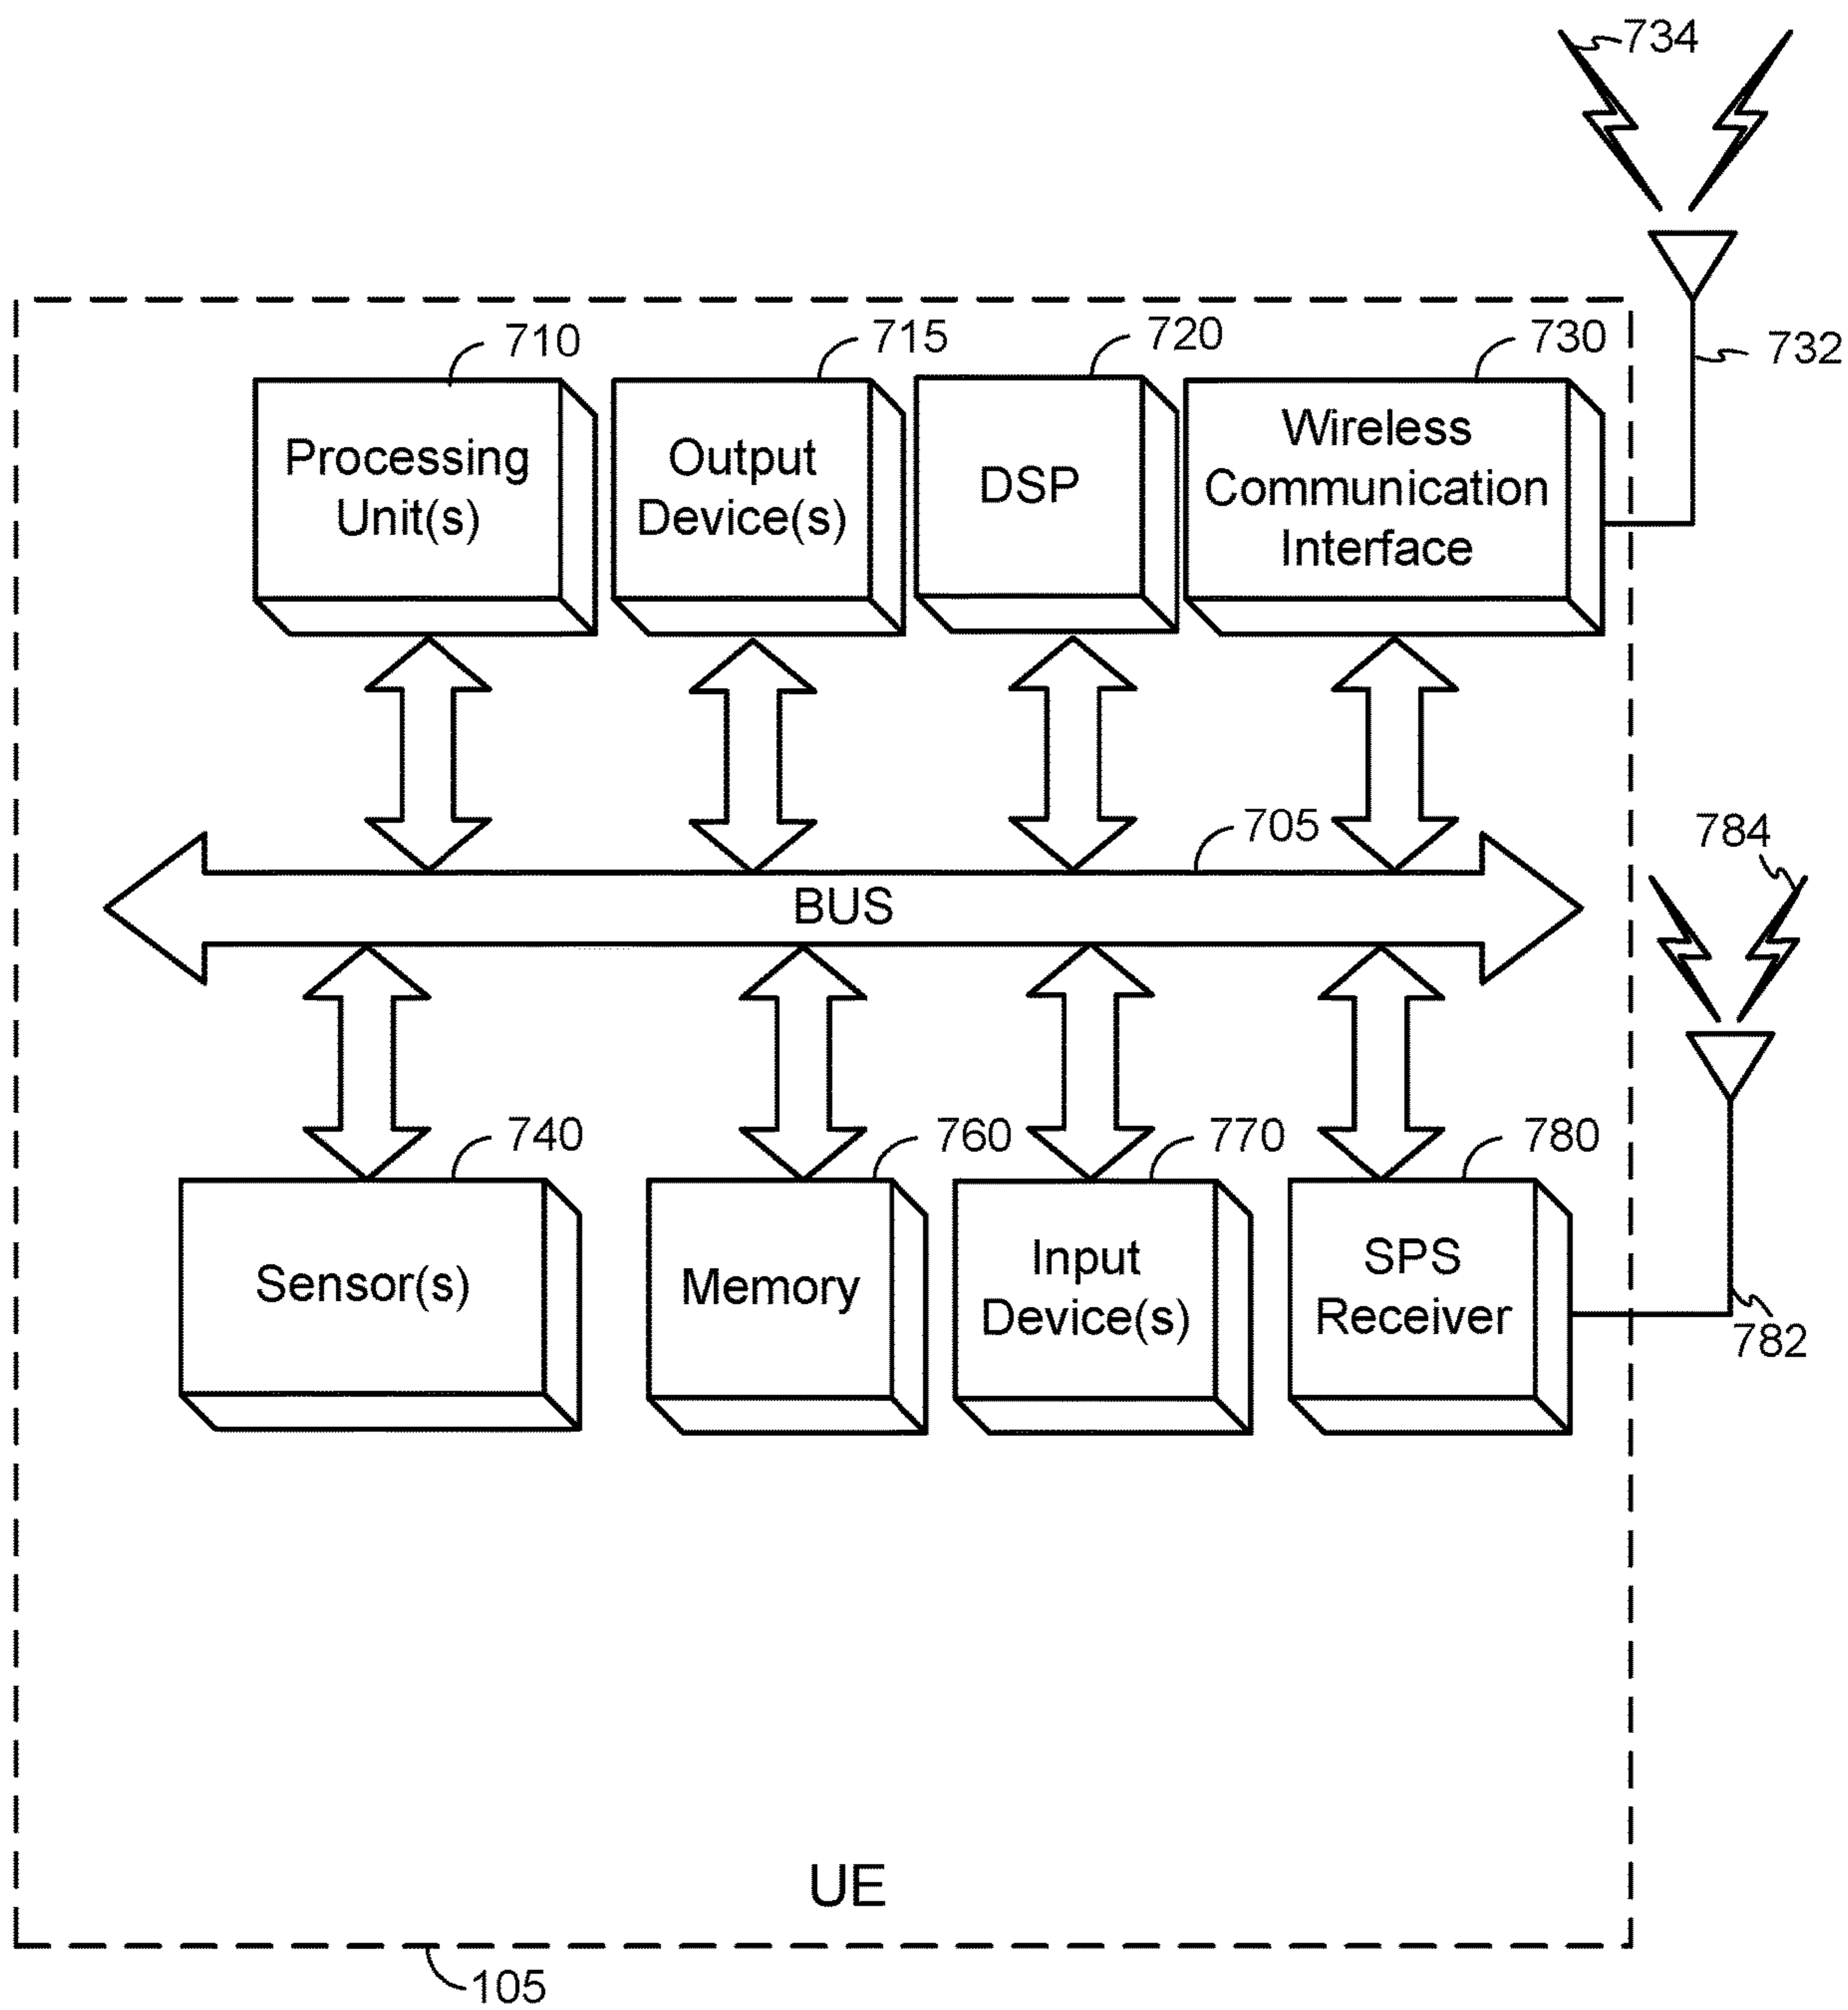 734
732
710
715
720
730
Processing
Unit(s)
Output
Device(s)
DSP
Wireless
Communication
Interface
705
BUS
784
740
760
770
780
Sensor(s)
Memory
Input
Device(s)
SPS
Receiver
782
UE
105